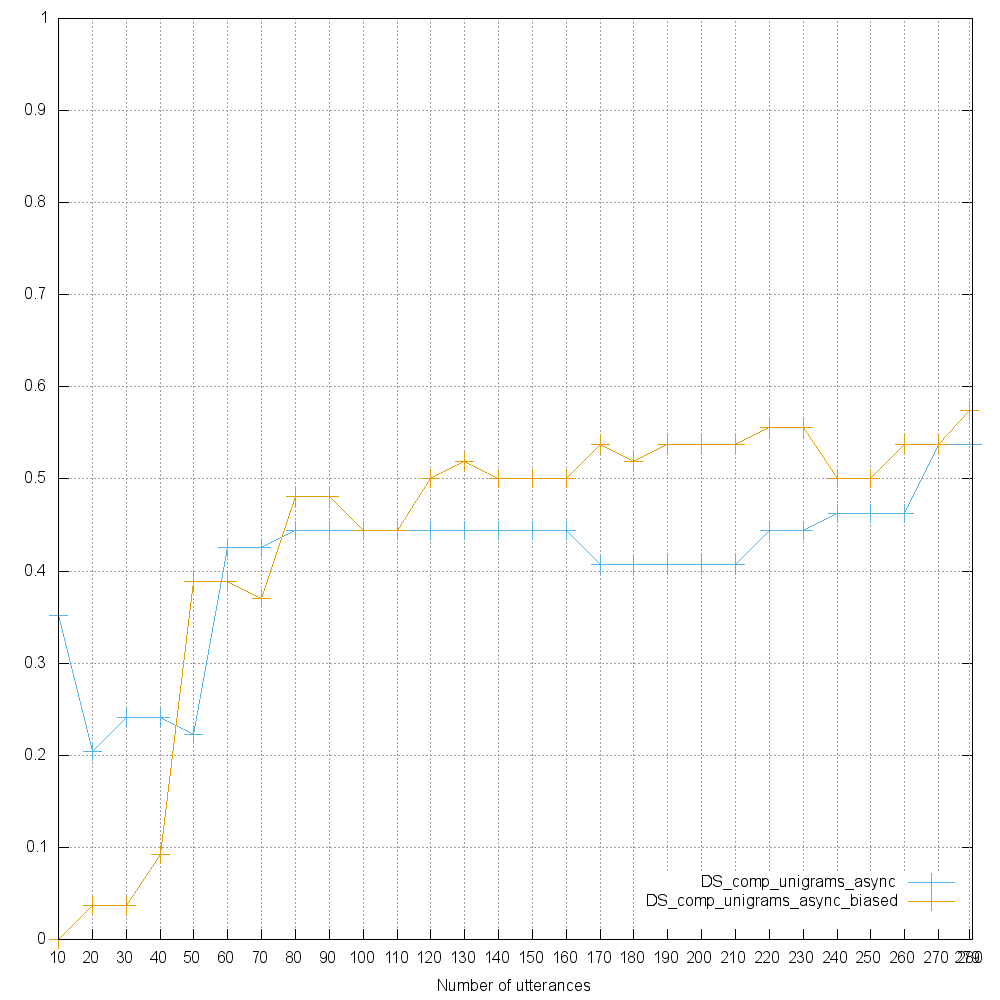 1
0.9
0.8
0.7
0.6
0.5
0.4
0.3
0.2
0.1
0
DS_comp_unigrams_async
DS_comp_unigrams_async_biased
10 20 30 40 50 60 70 80 90 100 110 120 130 140 150 160 170 180 190 200 210 220 230 240 250 260 270 279 280
Number of utterances